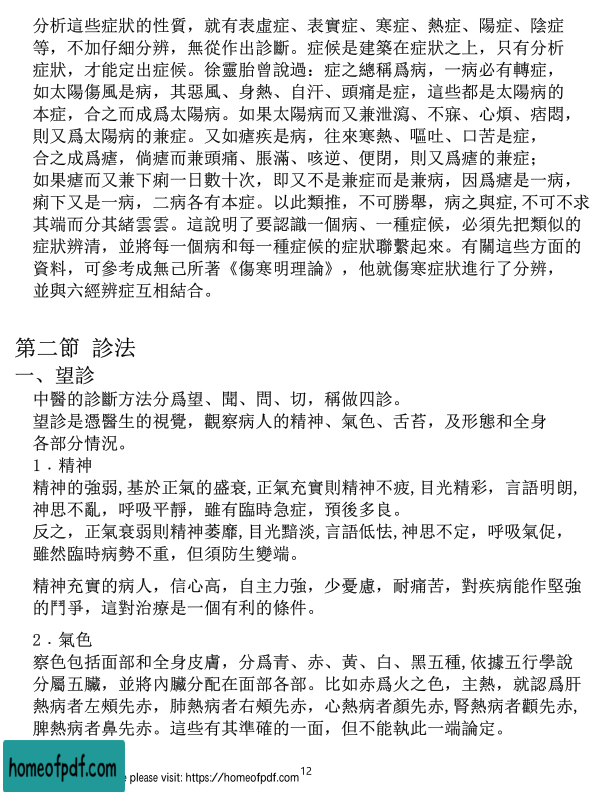 分析這些症狀的性質，就有表虛症、表實症、寒症、熱症、陽症、陰症
等，不加仔細分辨，無從作出診斷。症候是建築在症狀之上，只有分析
症狀，才能定出症候。徐靈胎曾說過：症之總稱爲病，一病必有轉症，
如太陽傷風是病，其惡風、身熱、自汗、頭痛是症，這些都是太陽病的
本症，合之而成爲太陽病。如果太陽病而又兼泄瀉、不寐、心煩、痞悶，
則又爲太陽病的兼症。又如瘧疾是病，往來寒熱、嘔吐、口苦是症，
合之成爲瘧，倘瘧而兼頭痛、脹滿、咳逆、便閉，則又爲瘧的兼症；
如果瘧而又兼下痢一日數十次，即又不是兼症而是兼病，因爲瘧是一病，
痢下又是一病，二病各有本症。以此類推，不可勝舉，病之與症,不可不求
其端而分其緒雲雲。這說明了要認識一個病、一種症候，必須先把類似的
症狀辨清，並將每一個病和每一種症候的症狀聯繫起來。有關這些方面的
資料，可參考成無己所著《傷寒明理論》，他就傷寒症狀進行了分辨，
並與六經辨症互相結合。
第二節 診法
一、望診
中醫的診斷方法分爲望、聞、問、切，稱做四診。
望診是憑醫生的視覺，觀察病人的精神、氣色、舌苔，及形態和全身
各部分情況。
1．精神
精神的強弱,基於正氣的盛衰,正氣充實則精神不疲,目光精彩，言語明朗,
神思不亂，呼吸平靜，雖有臨時急症，預後多良。
反之，正氣衰弱則精神萎靡,目光黯淡,言語低怯,神思不定，呼吸氣促，
雖然臨時病勢不重，但須防生變端。
精神充實的病人，信心高，自主力強，少憂慮，耐痛苦，對疾病能作堅強
的鬥爭，這對治療是一個有利的條件。
2．氣色
察色包括面部和全身皮膚，分爲青、赤、黃、白、黑五種,依據五行學說
分屬五臟，並將內臟分配在面部各部。比如赤爲火之色，主熱，就認爲肝
熱病者左頰先赤，肺熱病者右頰先赤，心熱病者顏先赤,腎熱病者顴先赤,
脾熱病者鼻先赤。這些有其準確的一面，但不能執此一端論定。
homeofpdf.com
e please visit: https://homeofpdf.com
12